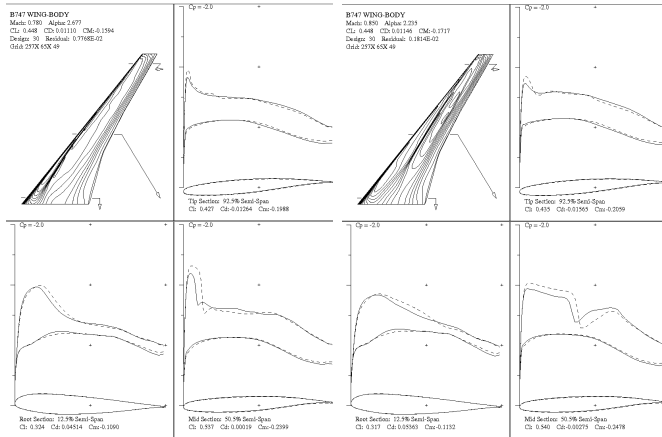 B747 WING-BODY
Mach: 0.780 Alpha: 2.677
CL: 0.448 CD: 0.01110 CM:-0.1594
Design: 30 Residual: 0.7768E-02
Grid: 257X 65X 49
Cp = -2.0
Tip Section: 92.5% Semi-Span
Cl: 0.427 Cd:-0.01264 Cm:-0.1988
Cp = -2.0
Root Section: 12.5% Semi-Span
Cl: 0.324 Cd: 0.04514 Cm:-0.1090
Cp = -2.0
Mid Section: 50.5% Semi-Span
Cl: 0.537 Cd: 0.00019 Cm:-0.2399
B747 WING-BODY
Mach: 0.850 Alpha: 2.235
CL: 0.448 CD: 0.01146 CM:-0.1717
Design: 30 Residual: 0.1814E-02
Grid: 257X 65X 49
Cp = -2.0
Tip Section: 92.5% Semi-Span
Cl: 0.435 Cd:-0.01565 Cm:-0.2059
Cp = -2.0
Root Section: 12.5% Semi-Span
Cl: 0.317 Cd: 0.05363 Cm:-0.1132
Cp = -2.0
Mid Section: 50.5% Semi-Span
Cl: 0.540 Cd:-0.00275 Cm:-0.2478